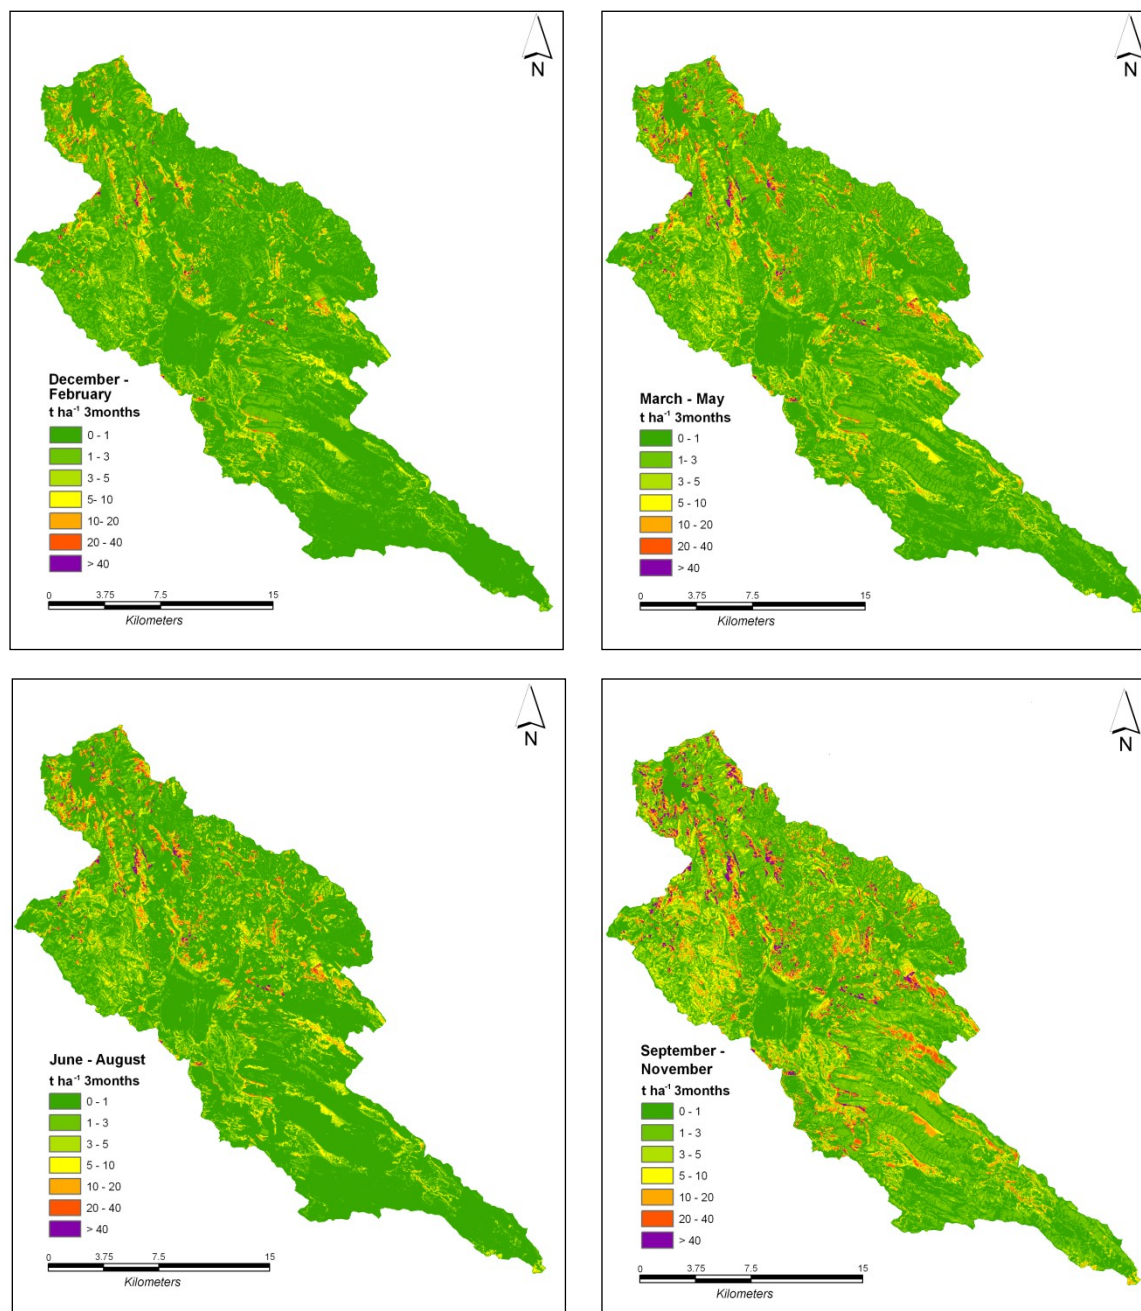 N
December -
February
t ha⁻¹ 3months
0 - 1
1 - 3
3 - 5
5- 10
10- 20
20 - 40
> 40
0 3.75 7.5 15
Kilometers
N
March - May
t ha⁻¹ 3months
0 - 1
1- 3
3 - 5
5 - 10
10 - 20
20 - 40
> 40
0 3.75 7.5 15
Kilometers
N
June - August
t ha⁻¹ 3months
0 - 1
1 - 3
3 - 5
5 - 10
10 - 20
20 - 40
> 40
0 3.75 7.5 15
Kilometers
N
September -
November
t ha⁻¹ 3months
0 - 1
1 - 3
3 - 5
5 - 10
10 - 20
20 - 40
> 40
0 3.75 7.5 15
Kilometers